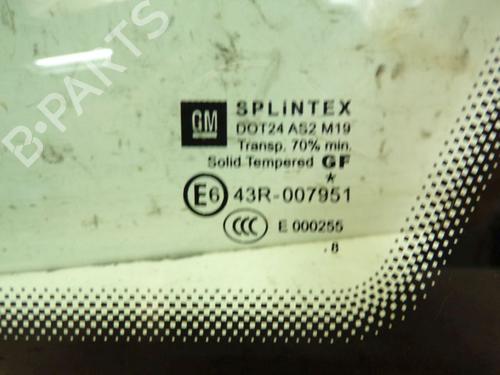 B-PARTS
GM
SPLINTEX
DOT24 AS2 M19
Transp. 70% min.
Solid Tempered GF
*
E6 43R-007951
CCC E 000255
.8